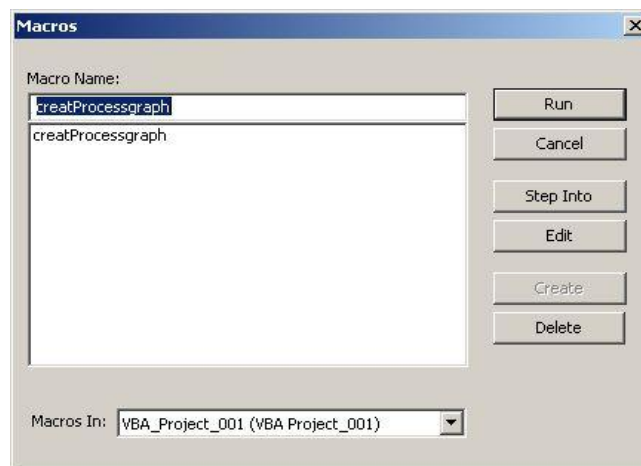 Macros
Macro Name:
creatProcessgraph
creatProcessgraph
Run
Cancel
Step Into
Edit
Create
Delete
Macros In: VBA_Project_001 (VBA Project_001)